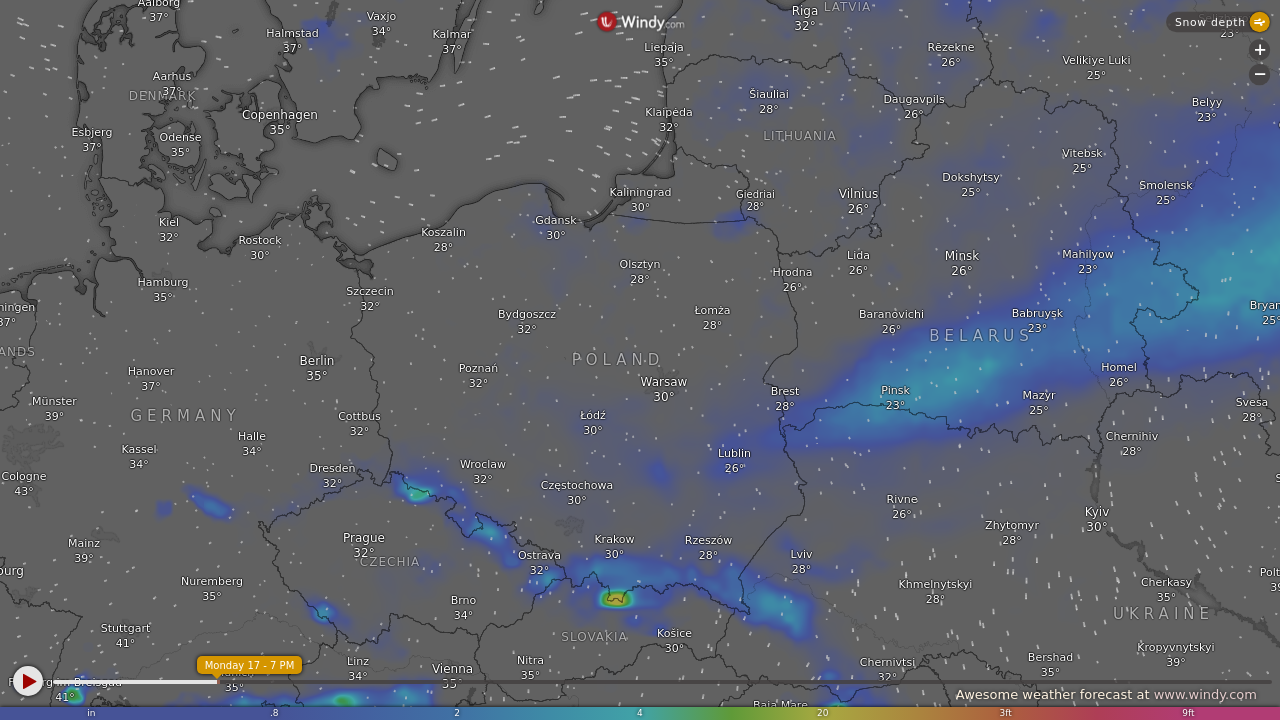 Aalborg
37°
Vaxjo
34°
Halmstad
37°
Kalmar
37°
Windy.com
Riga
32°
LATVIA
Snow depth
23°
Liepaja
35°
Rēzekne
26°
Velikiye Luki
25°
+
−
Aarhus
37°
DENMARK
Copenhagen
35°
Šiauliai
28°
Daugavpils
26°
Belyy
23°
Klaipėda
32°
LITHUANIA
Esbjerg
37°
Odense
35°
Vitebsk
25°
Dokshytsy
25°
Smolensk
25°
Kaliningrad
30°
Giedriai
28°
Vilnius
26°
Kiel
32°
Rostock
30°
Koszalin
28°
Gdansk
30°
Lida
26°
Minsk
26°
Mahilyow
23°
Olsztyn
28°
Hrodna
26°
Hamburg
35°
Szczecin
32°
ningen
37°
Bydgoszcz
32°
Łomża
28°
Baranovichi
26°
Babruysk
23°
BELARUS
Bryan
25°
ANDS
Berlin
35°
POLAND
Hanover
37°
Poznań
32°
Warsaw
30°
Brest
28°
Pinsk
23°
Homel
26°
Mazyr
25°
Münster
39°
GERMANY
Cottbus
32°
Łódź
30°
Svesa
28°
Halle
34°
Kassel
34°
Chernihiv
28°
Lublin
26°
Dresden
32°
Wroclaw
32°
Cologne
43°
Częstochowa
30°
Rivne
26°
Kyiv
30°
Zhytomyr
28°
Mainz
39°
Prague
32°
CZECHIA
Ostrava
32°
Krakow
30°
Rzeszów
28°
Lviv
28°
burg
Nuremberg
35°
Khmelnytskyi
28°
Cherkasy
35°
Polt
39
Brno
34°
UKRAINE
Stuttgart
41°
SLOVAKIA
Košice
30°
Kropyvnytskyi
39°
Monday 17 - 7 PM
Linz
34°
Vienna
33°
Nitra
35°
Chernivtsi
32°
Bershad
35°
41°
35°
Awesome weather forecast at www.windy.com
Baia Mare
in .8 2 4 20 3ft 9ft